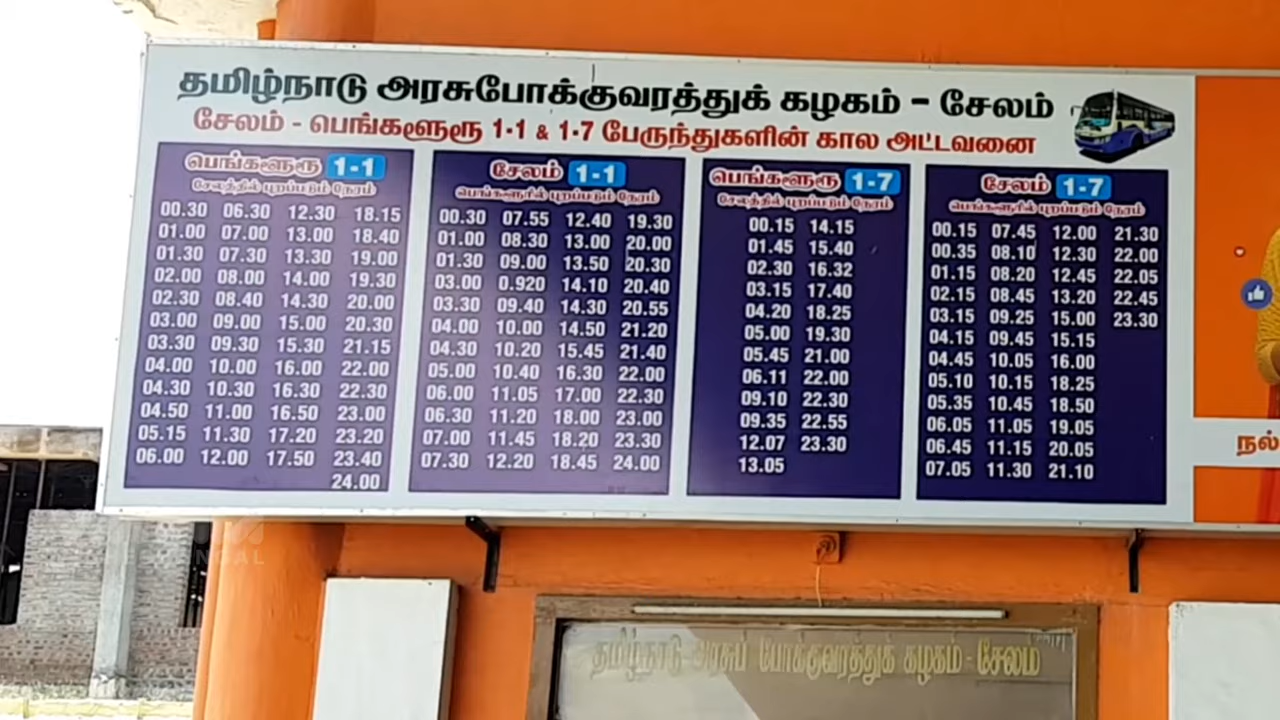 தமிழ்நாடு அரசுபோக்குவரத்துக் கழகம் - சேலம்
சேலம் - பெங்களூரூ 1-1 & 1-7 பேருந்துகளின் கால அட்டவனை
பெங்களூரூ 1-1
சேலத்தில் புறப்படும் நேரம்
00.30 06.30 12.30 18.15
01.00 07.00 13.00 18.40
01.30 07.30 13.30 19.00
02.00 08.00 14.00 19.30
02.30 08.40 14.30 20.00
03.00 09.00 15.00 20.30
03.30 09.30 15.30 21.15
04.00 10.00 16.00 22.00
04.30 10.30 16.30 22.30
04.50 11.00 16.50 23.00
05.15 11.30 17.20 23.20
06.00 12.00 17.50 23.40
24.00
சேலம் 1-1
பெங்களூரில் புறப்படும் நேரம்
00.30 07.55 12.40 19.30
01.00 08.30 13.00 20.00
01.30 09.00 13.50 20.30
03.00 0.920 14.10 20.40
03.30 09.40 14.30 20.55
04.00 10.00 14.50 21.20
04.30 10.20 15.45 21.40
05.00 10.40 16.30 22.00
06.00 11.05 17.00 22.30
06.30 11.20 18.00 23.00
07.00 11.45 18.20 23.30
07.30 12.20 18.45 24.00
பெங்களூரூ 1-7
சேலத்தில் புறப்படும் நேரம்
00.15 14.15
01.45 15.40
02.30 16.32
03.15 17.40
04.20 18.25
05.00 19.30
05.45 21.00
06.11 22.00
09.10 22.30
09.35 22.55
12.07 23.30
13.05
சேலம் 1-7
பெங்களூரில் புறப்படும் நேரம்
00.15 07.45 12.00 21.30
00.35 08.10 12.30 22.00
01.15 08.20 12.45 22.05
02.15 08.45 13.20 22.45
03.15 09.25 15.00 23.30
04.15 09.45 15.15
04.45 10.05 16.00
05.10 10.15 18.25
05.35 10.45 18.50
06.05 11.05 19.05
06.45 11.15 20.05
07.05 11.30 21.10
நல்
தமிழ்நாடு அரசுப் போக்குவரத்துக் கழகம் - சேலம்